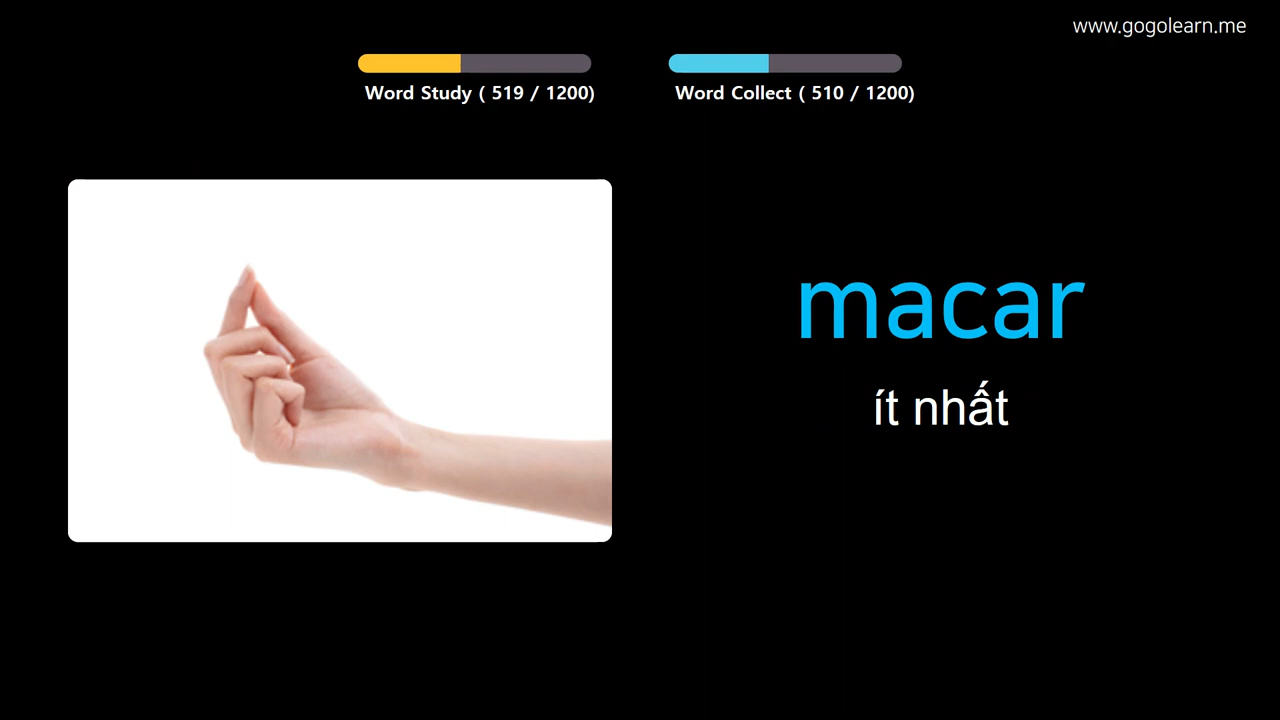 www.gogolearn.me
Word Study ( 519 / 1200)
Word Collect ( 510 / 1200)
macar
ít nhất